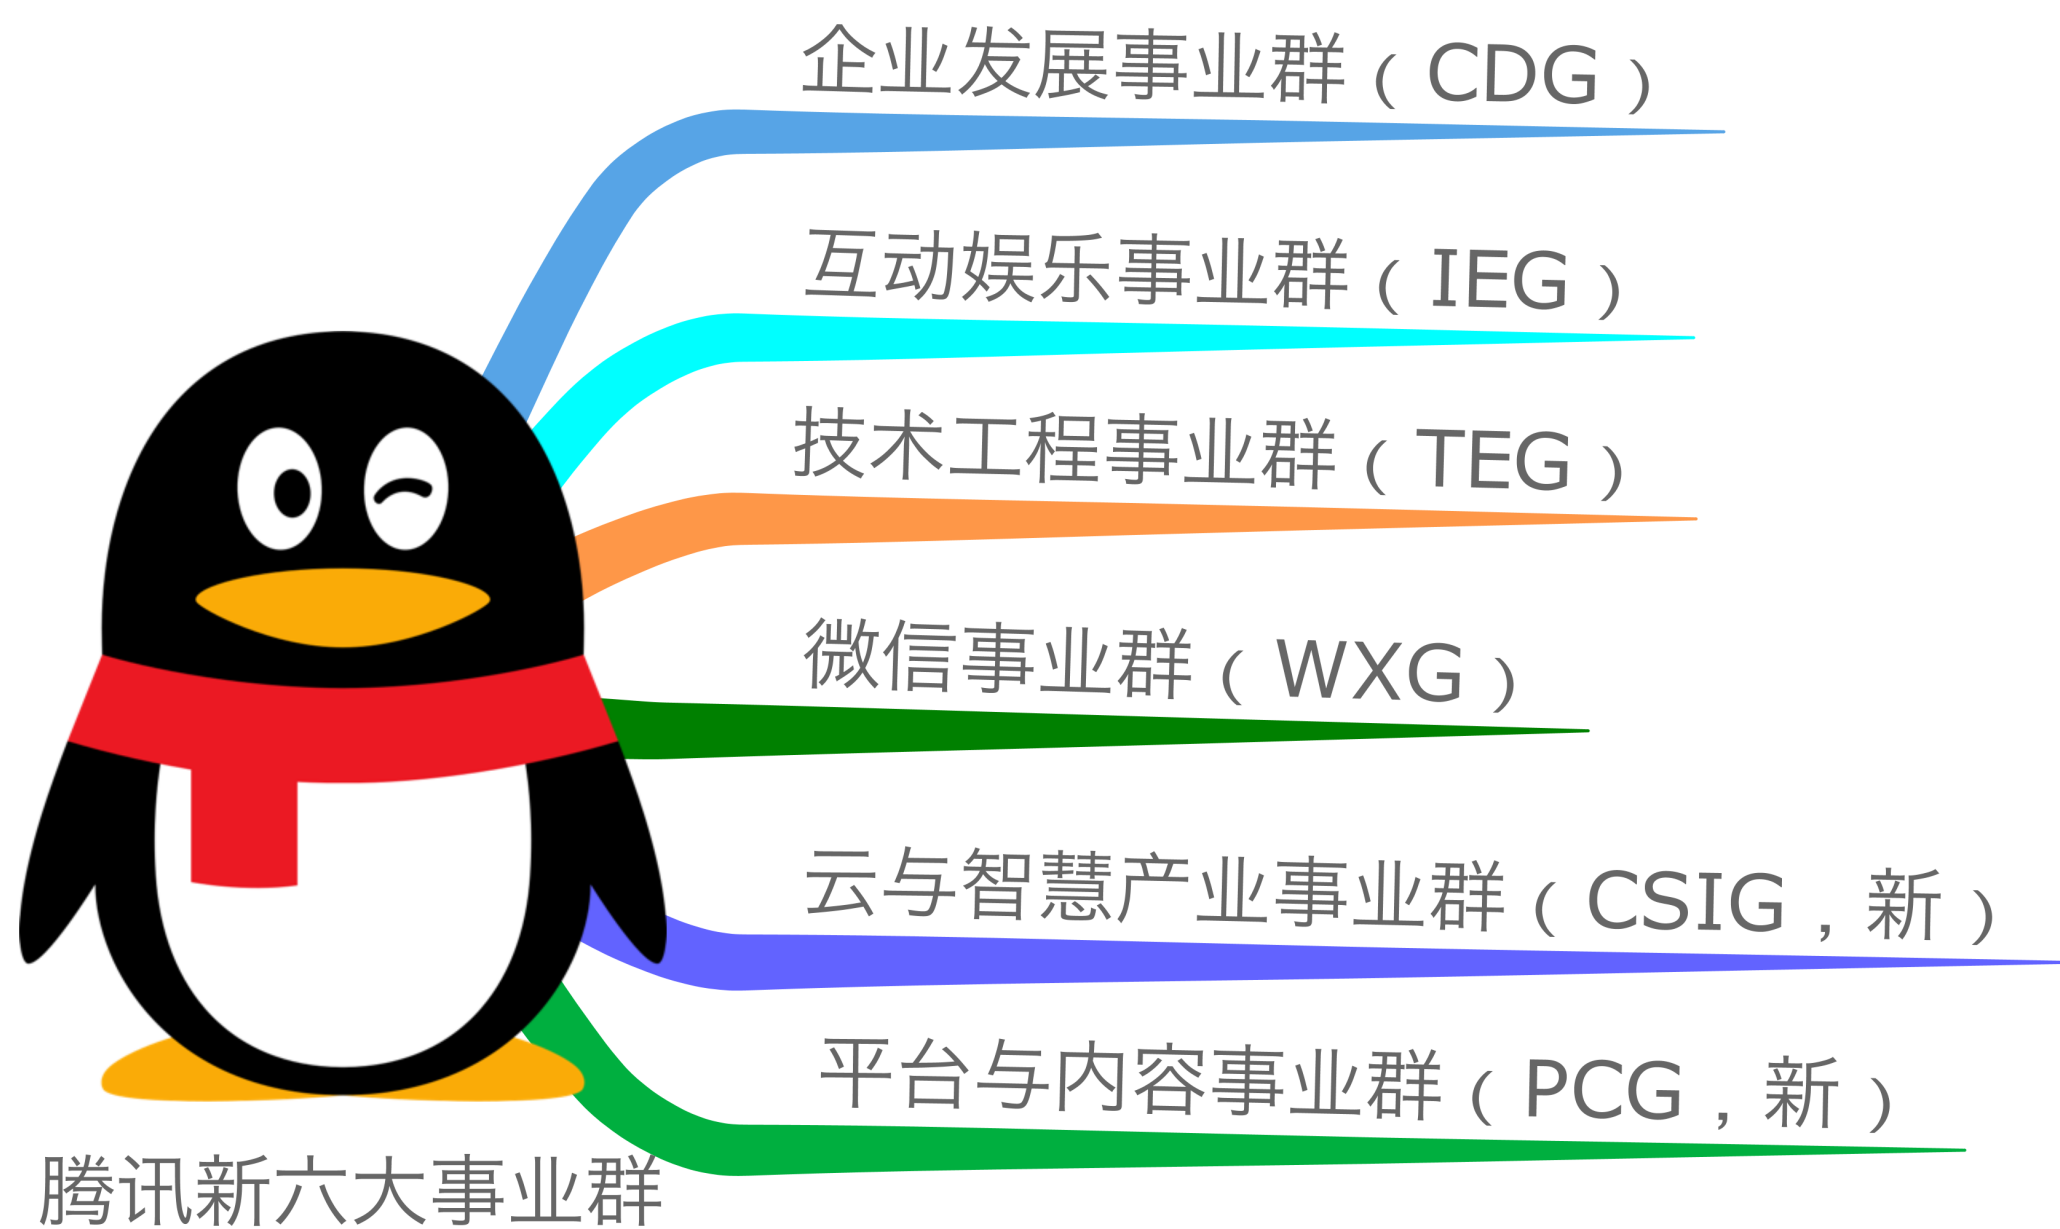 企业发展事业群（CDG）
互动娱乐事业群（IEG）
技术工程事业群（TEG）
微信事业群（WXG）
云与智慧产业事业群（CSIG，新）
平台与内容事业群（PCG，新）
腾讯新六大事业群